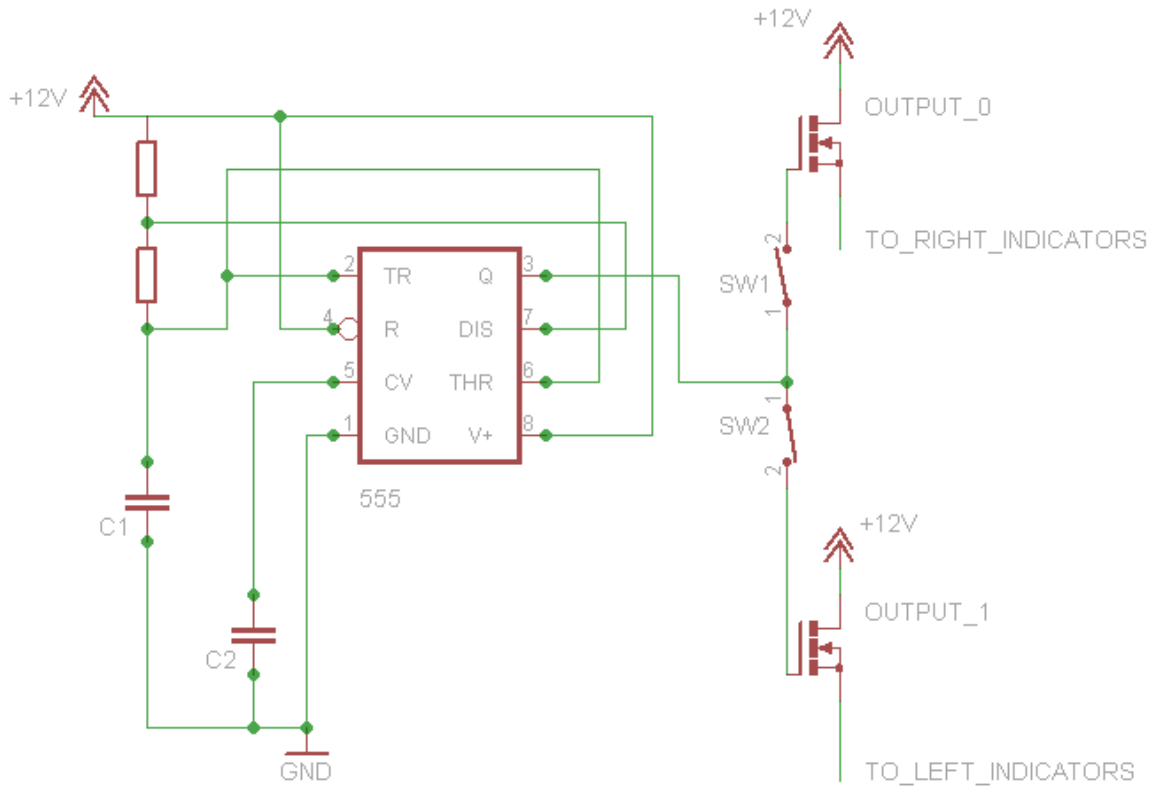 +12V
+12V
OUTPUT_0
TO_RIGHT_INDICATORS
2
SW1
1
2 TR Q 3
4 R DIS 7
5 CV THR 6
1 GND V+ 8
555
1
SW2
2
C1
+12V
OUTPUT_1
C2
GND
TO_LEFT_INDICATORS